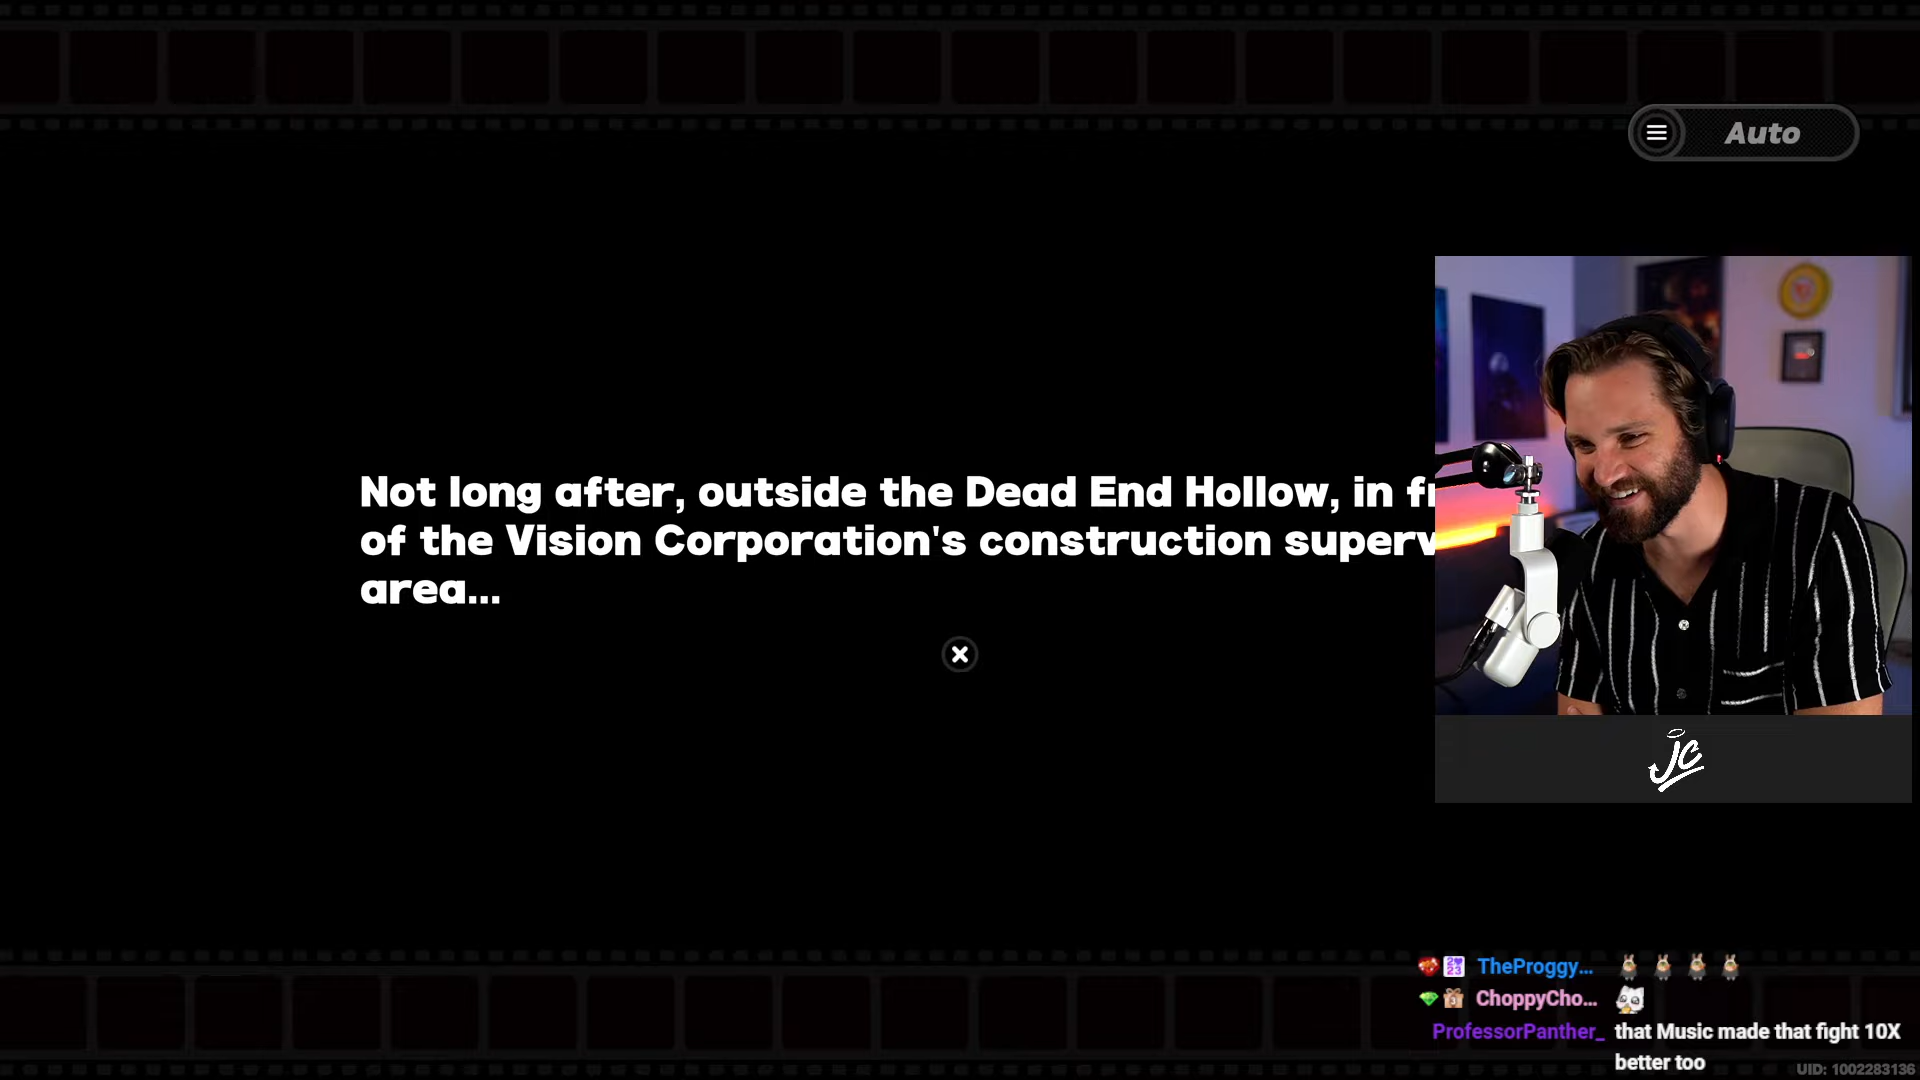 Auto
Not long after, outside the Dead End Hollow, in
of the Vision Corporation's construction
area...
jc
TheProggy...
ChoppyCho...
ProfessorPanther_ that Music made that fight 10X
better too
UID: 1002283136